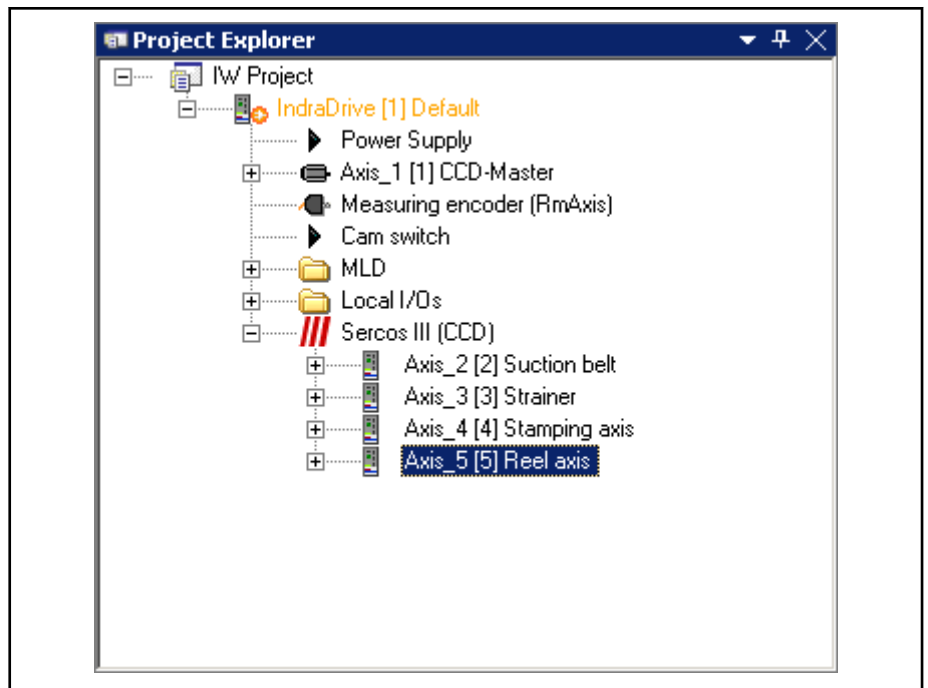 Project Explorer
IW Project
IndraDrive [1] Default
Power Supply
Axis_1 [1] CCD-Master
Measuring encoder (RmAxis)
Cam switch
MLD
Local I/Os
Sercos III (CCD)
Axis_2 [2] Suction belt
Axis_3 [3] Strainer
Axis_4 [4] Stamping axis
Axis_5 [5] Reel axis